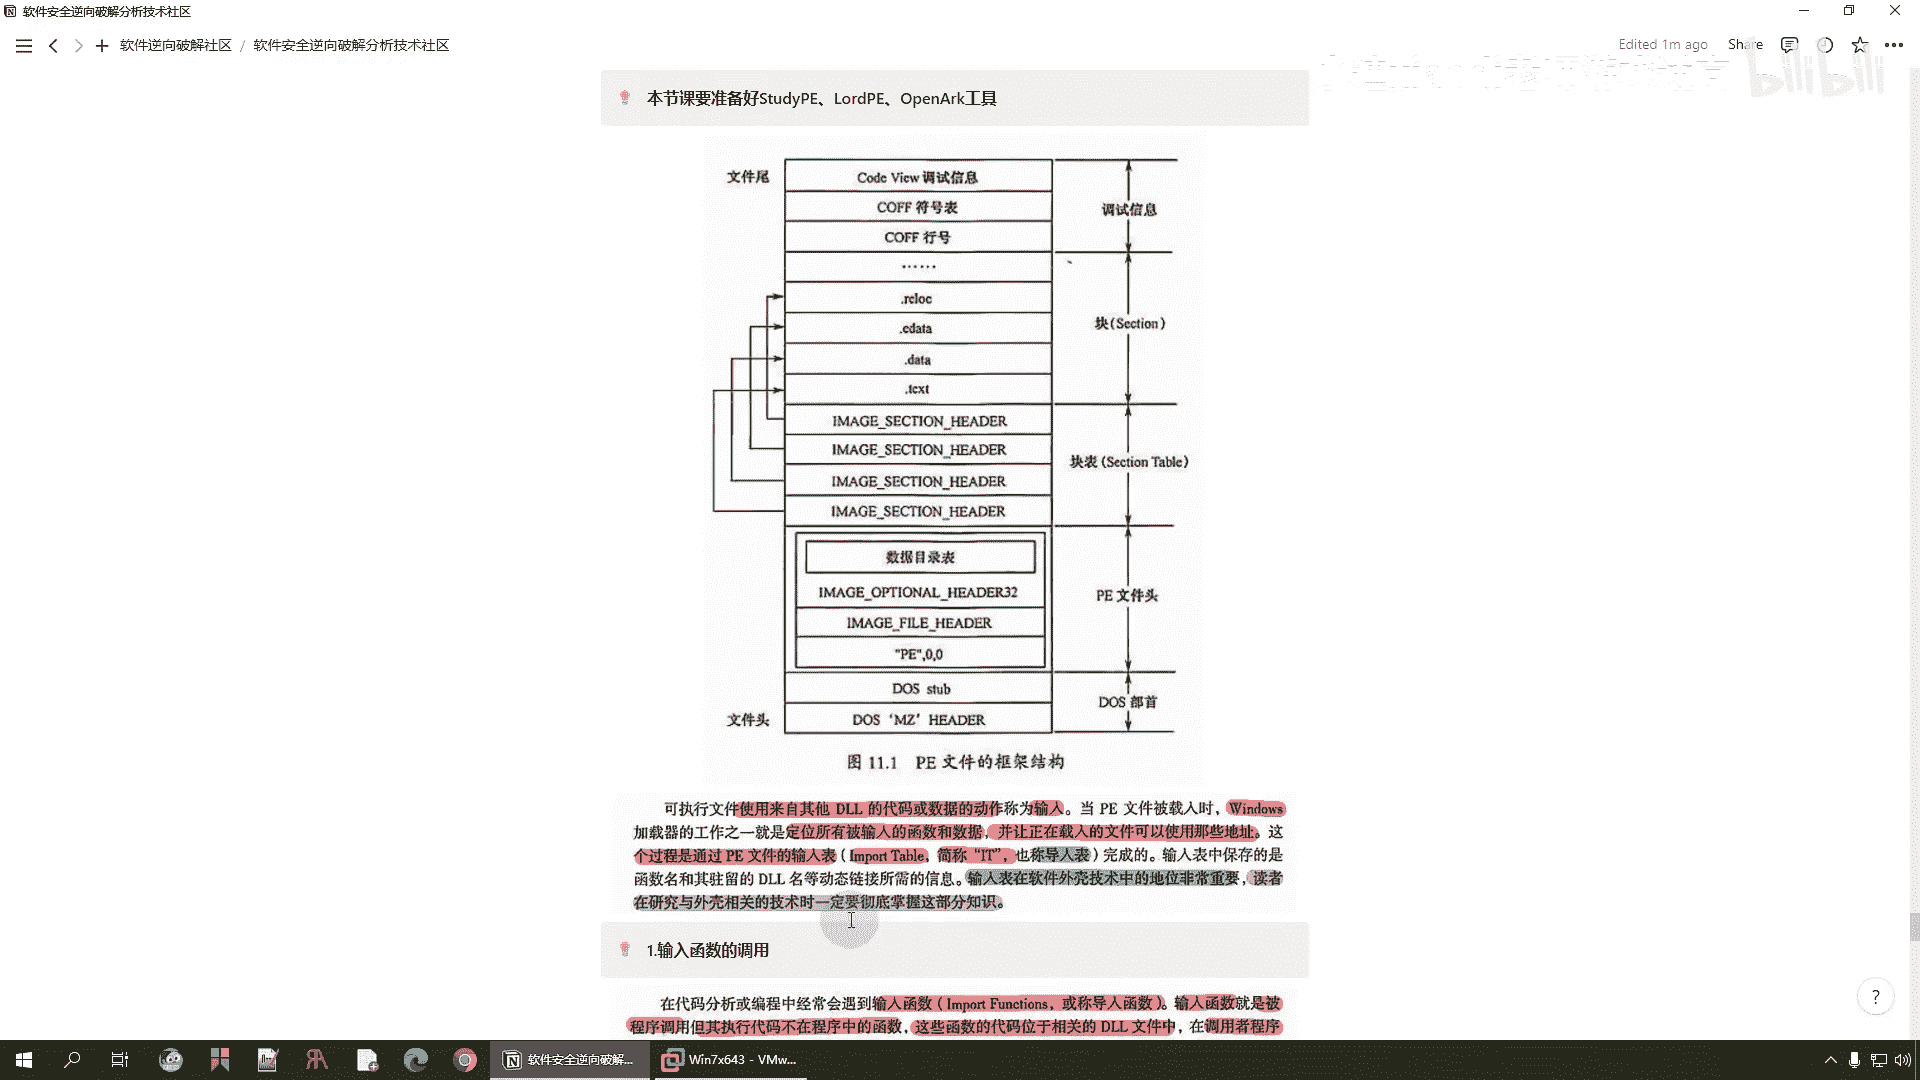 软件安全逆向破解分析技术社区
软件逆向破解社区 / 软件安全逆向破解分析技术社区
Edited 1m ago Share
bilibili
本节课要准备好StudyPE、LordPE、OpenArk工具
文件尾
Code View 调试信息
COFF 符号表
调试信息
COFF 行号
……
.reloc
.edata
块(Section)
.data
.text
IMAGE_SECTION_HEADER
IMAGE_SECTION_HEADER
块表(Section Table)
IMAGE_SECTION_HEADER
IMAGE_SECTION_HEADER
数据目录表
IMAGE_OPTIONAL_HEADER32
PE 文件头
IMAGE_FILE_HEADER
"PE",0,0
DOS stub
DOS 部首
文件头
DOS ‘MZ’ HEADER
图 11.1 PE 文件的框架结构
可执行文件使用来自其他 DLL 的代码或数据的动作称为输入。当 PE 文件被载入时，Windows
加载器的工作之一就是定位所有被输入的函数和数据，并让正在载入的文件可以使用那些地址。这
个过程是通过 PE 文件的输入表（Import Table，简称“IT”，也称导入表）完成的。输入表中保存的是
函数名和其驻留的 DLL 名等动态链接所需的信息。输入表在软件外壳技术中的地位非常重要，读者
在研究与外壳相关的技术时一定要彻底掌握这部分知识。
1.输入函数的调用
在代码分析或编程中经常会遇到输入函数（Import Functions，或称导入函数）。输入函数就是被
程序调用但其执行代码不在程序中的函数，这些函数的代码位于相关的 DLL 文件中，在调用者程序
?
软件安全逆向破解...
Win7x643 - VMw...